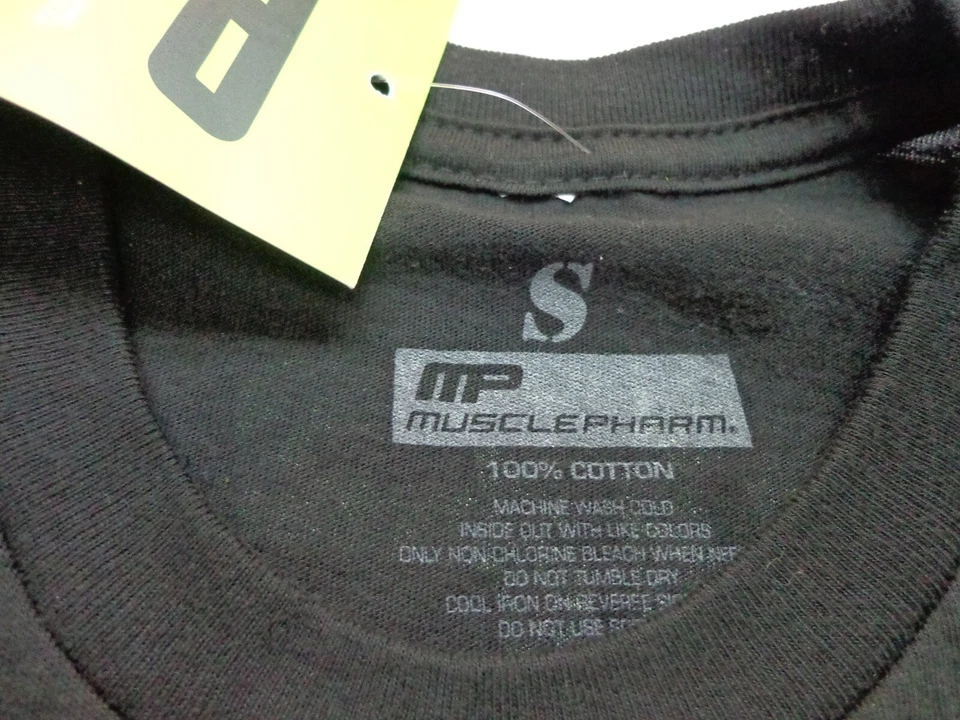 S
MP
MUSCLEPHARM.
100% COTTON
MACHINE WASH COLD
INSIDE OUT WITH LIKE COLORS
ONLY NON-CHLORINE BLEACH WHEN
DO NOT TUMBLE DRY
COOL IRON ON REVERSE
DO NOT USE